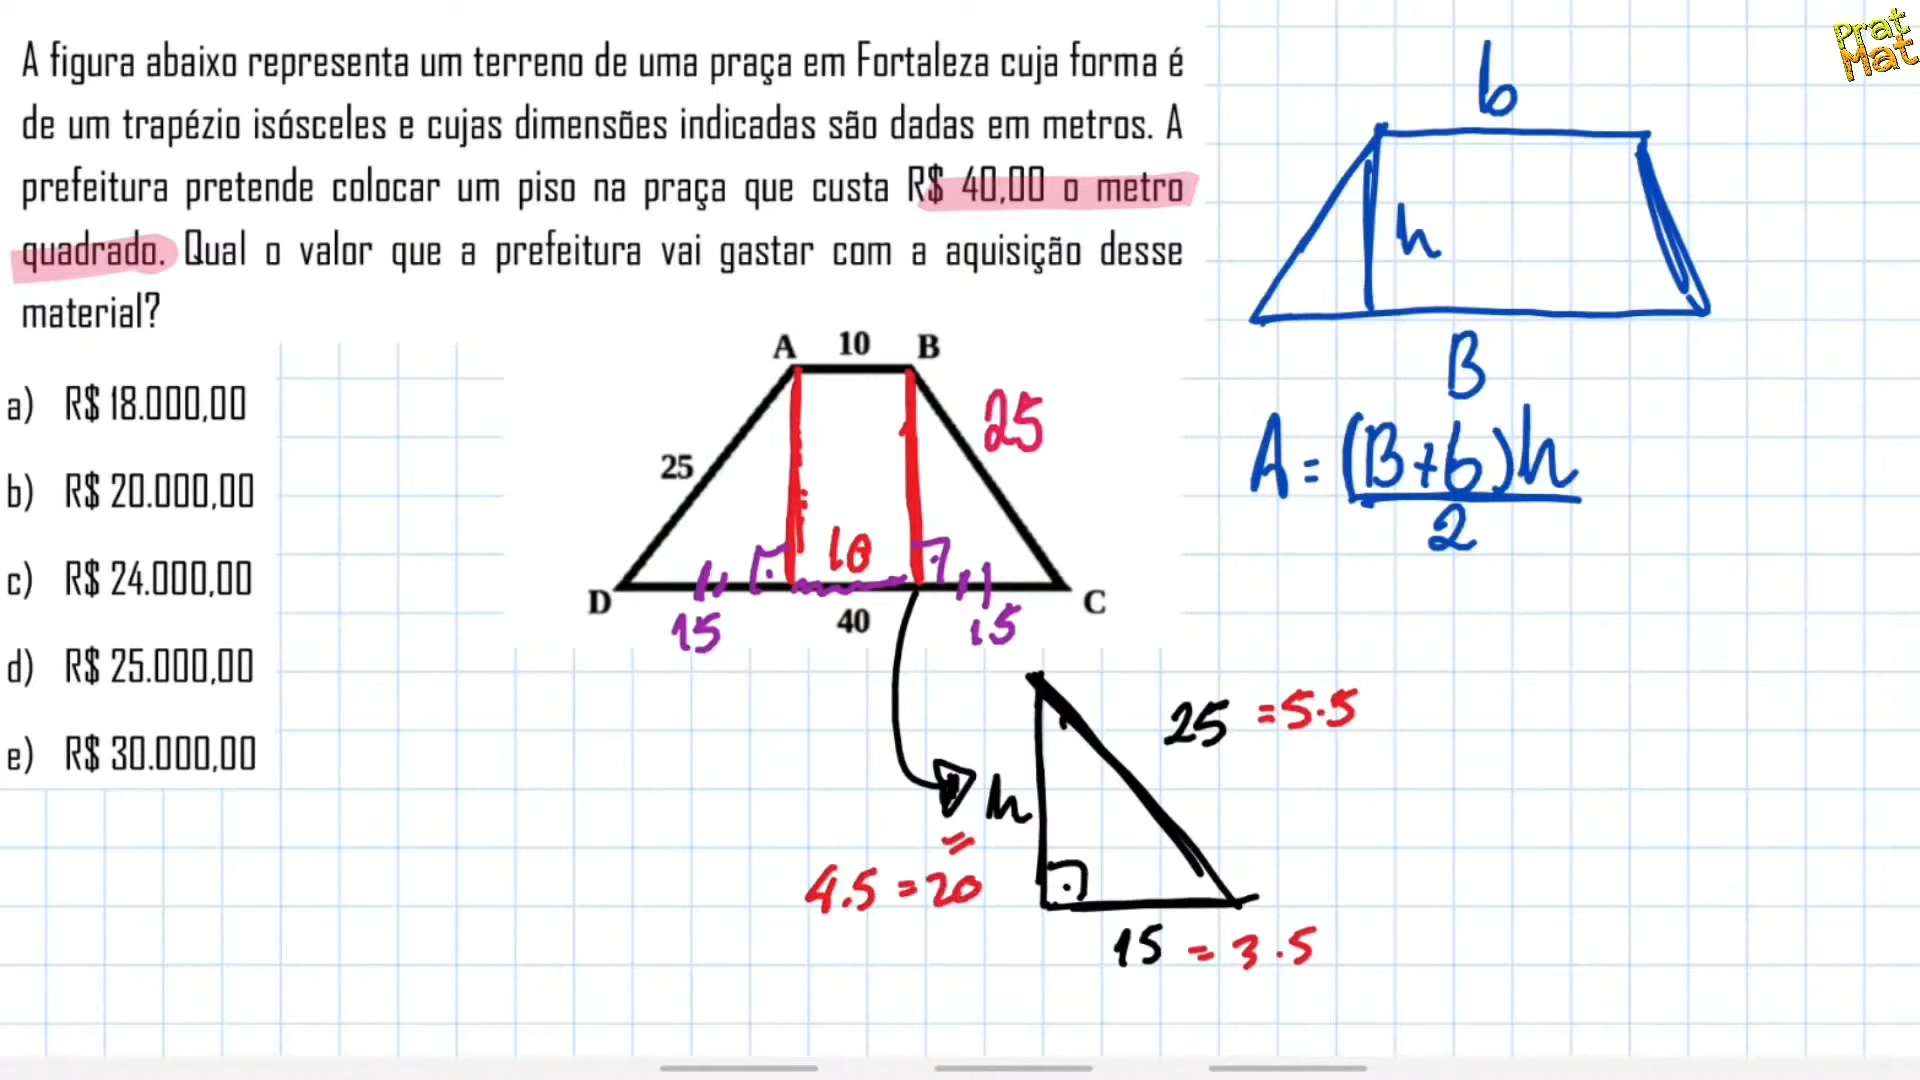 Prat
Mat
A figura abaixo representa um terreno de uma praça em Fortaleza cuja forma é
de um trapézio isósceles e cujas dimensões indicadas são dadas em metros. A
prefeitura pretende colocar um piso na praça que custa R$ 40,00 o metro
quadrado. Qual o valor que a prefeitura vai gastar com a aquisição desse
material?
a) R$ 18.000,00
b) R$ 20.000,00
c) R$ 24.000,00
d) R$ 25.000,00
e) R$ 30.000,00
A 10 B
25 25
10
D 15 40 15 C
b
h
B
A = (B+b)h
2
25 = 5.5
h
=
4.5 = 20
15 = 3.5